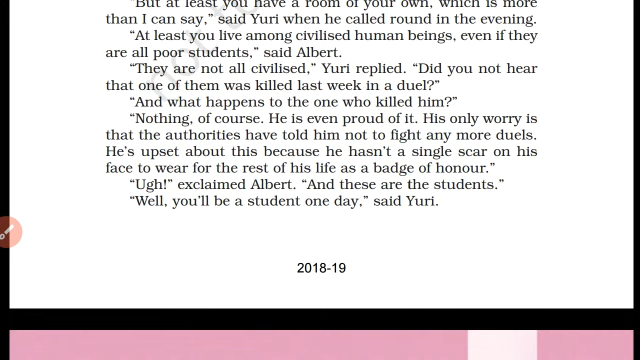 "But at least you have a room of your own, which is more
than I can say," said Yuri when he called round in the evening.
"At least you live among civilised human beings, even if they
are all poor students," said Albert.
"They are not all civilised," Yuri replied. "Did you not hear
that one of them was killed last week in a duel?"
"And what happens to the one who killed him?"
"Nothing, of course. He is even proud of it. His only worry is
that the authorities have told him not to fight any more duels.
He's upset about this because he hasn't a single scar on his
face to wear for the rest of his life as a badge of honour."
"Ugh!" exclaimed Albert. "And these are the students."
"Well, you'll be a student one day," said Yuri.
2018-19